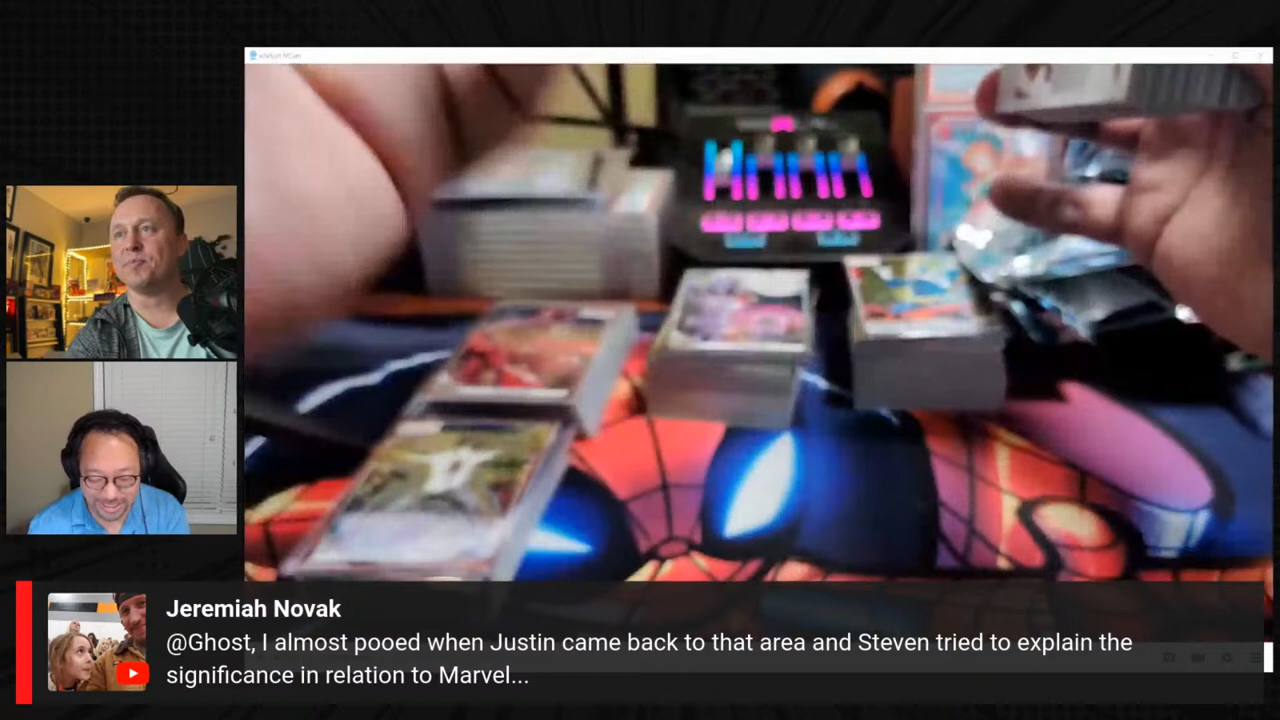 Jeremiah Novak
@Ghost, I almost pooed when Justin came back to that area and Steven tried to explain the
significance in relation to Marvel...